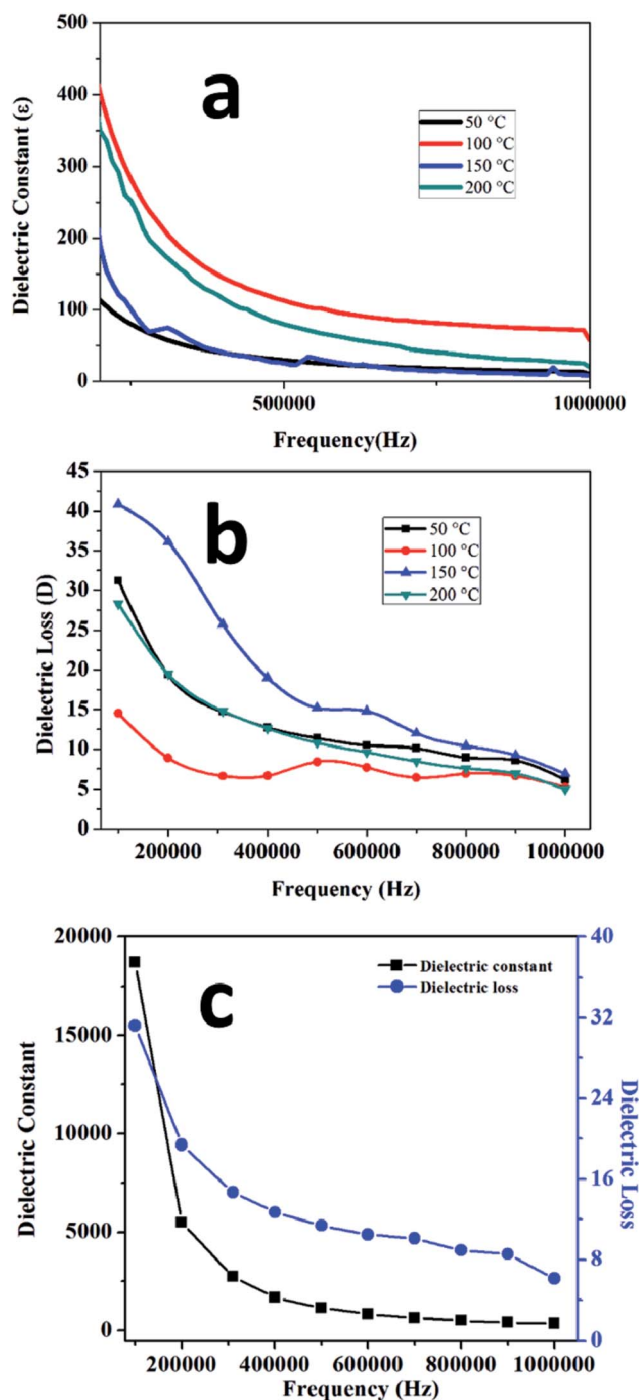 a
Dielectric Constant (ε)
500
400
300
200
100
0
50 °C
100 °C
150 °C
200 °C
500000
1000000
Frequency(Hz)
b
Dielectric Loss (D)
45
40
35
30
25
20
15
10
5
0
50 °C
100 °C
150 °C
200 °C
200000
400000
600000
800000
1000000
Frequency (Hz)
c
Dielectric Constant
20000
15000
10000
5000
0
Dielectric constant
Dielectric loss
40
32
24
16
8
0
Dielectric Loss
200000
400000
600000
800000
1000000
Frequency (Hz)